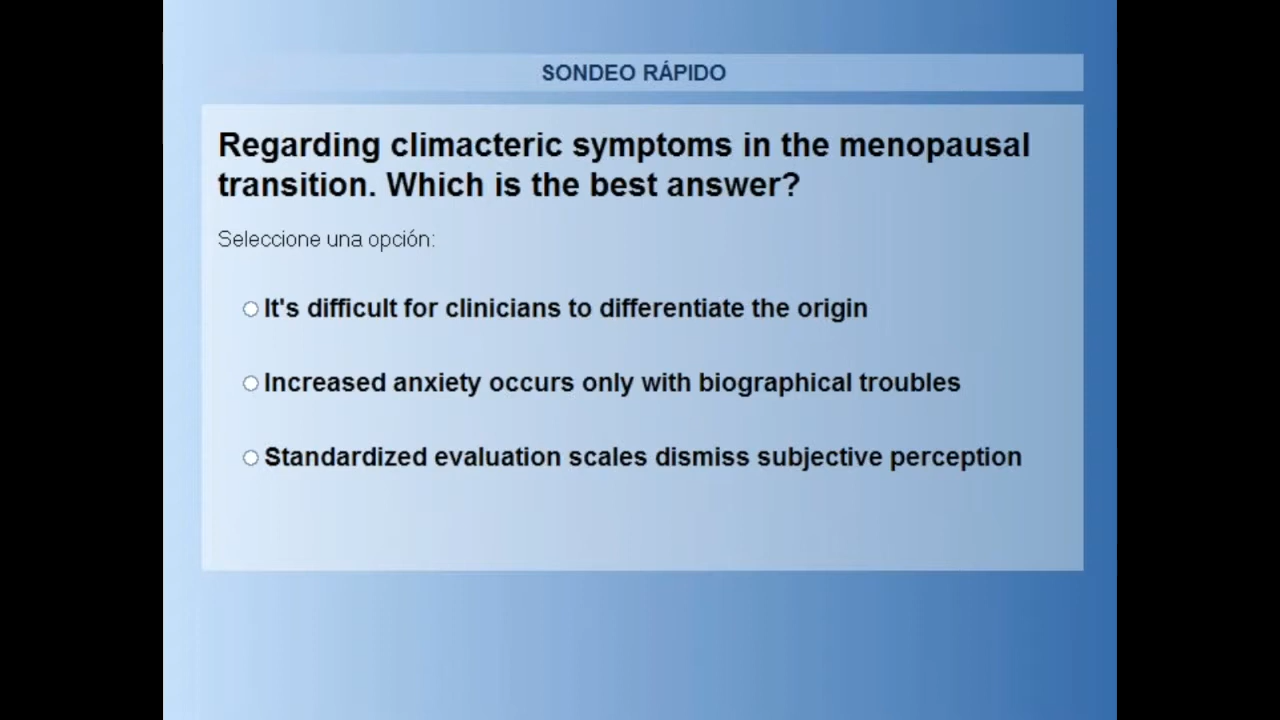 SONDEO RÁPIDO
Regarding climacteric symptoms in the menopausal
transition. Which is the best answer?
Seleccione una opción:
It's difficult for clinicians to differentiate the origin
Increased anxiety occurs only with biographical troubles
Standardized evaluation scales dismiss subjective perception